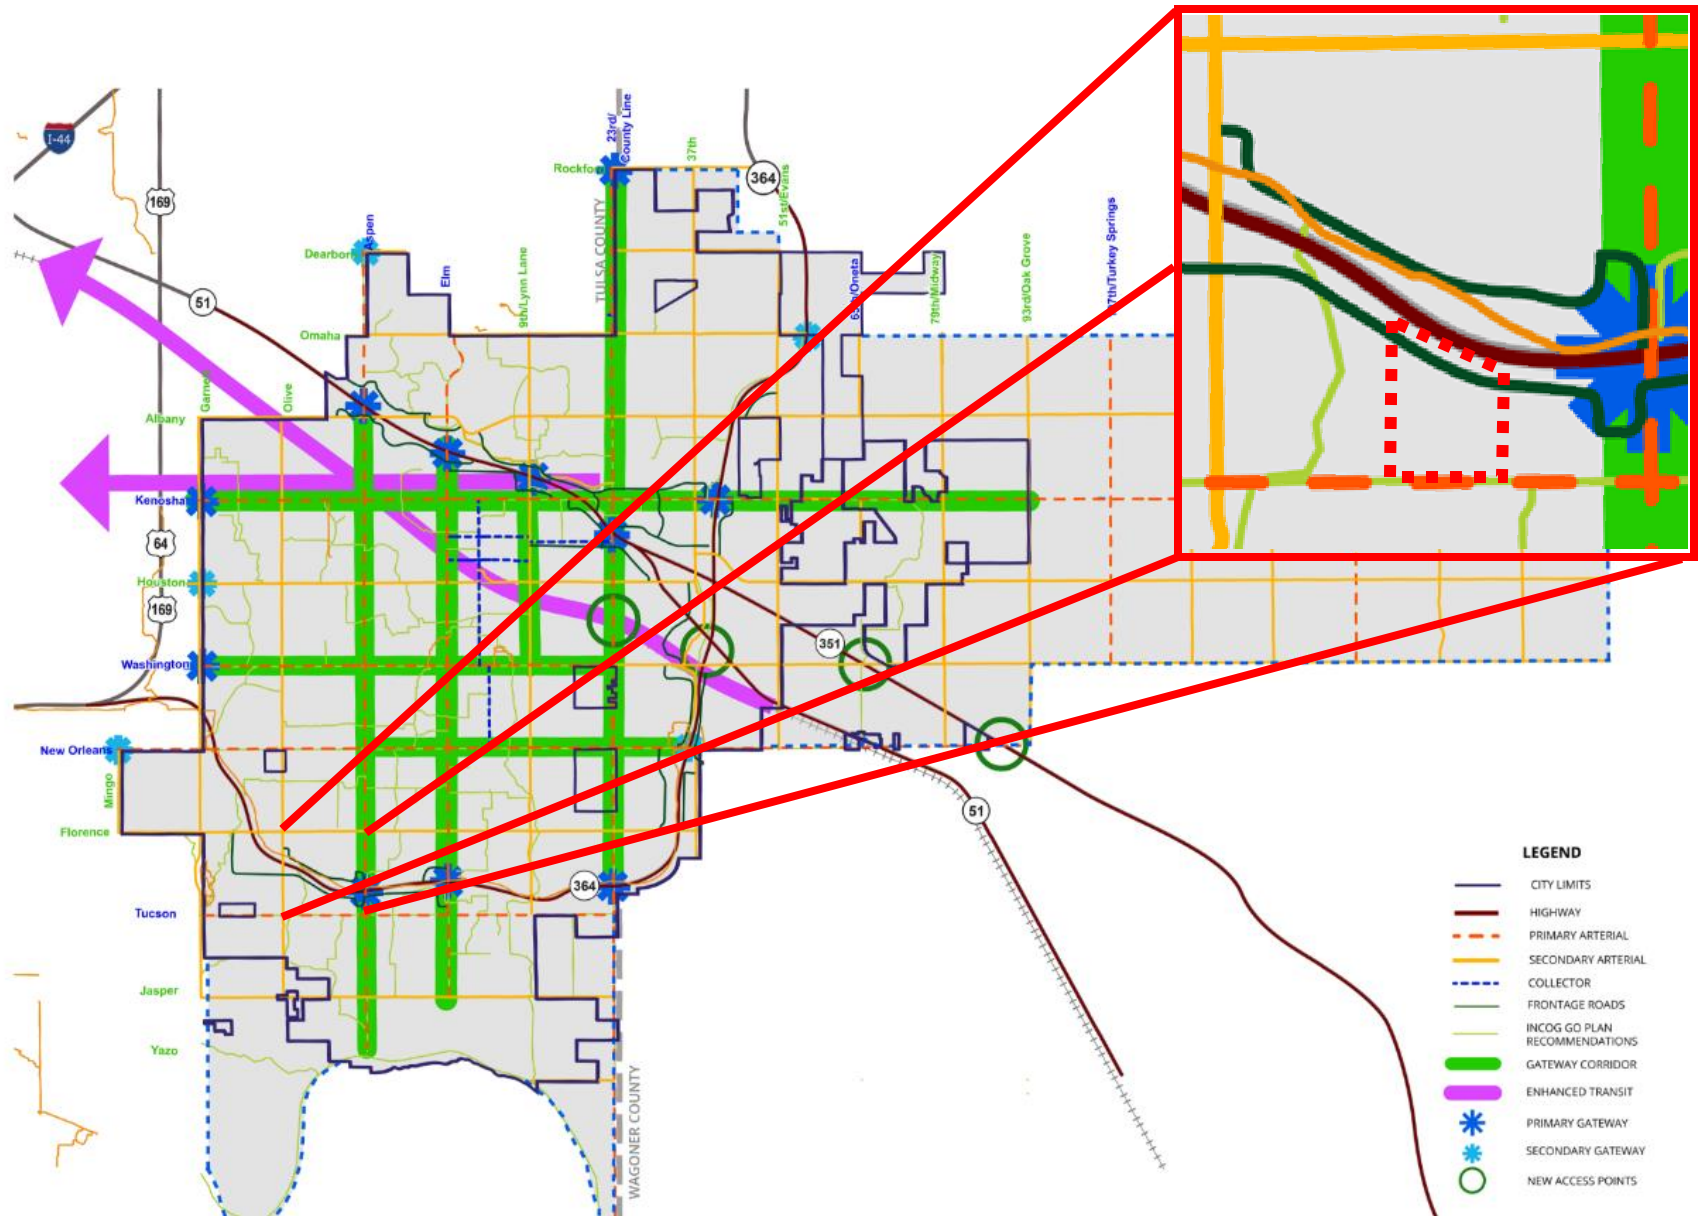 I-44
169
51
64
169
364
351
51
364
23rd/
County Line
37th
51st/Evans
Rockford
TULSA COUNTY
Aspen
Dearborn
Elm
9th/Lynn Lane
65th/Oneta
79th/Midway
93rd/Oak Grove
Omaha
Garnett
Olive
Albany
Kenosha
Houston
Washington
New Orleans
Mingo
Florence
Tucson
Jasper
Yazo
WAGONER COUNTY
LEGEND
CITY LIMITS
HIGHWAY
PRIMARY ARTERIAL
SECONDARY ARTERIAL
COLLECTOR
FRONTAGE ROADS
INCOG GO PLAN
RECOMMENDATIONS
GATEWAY CORRIDOR
ENHANCED TRANSIT
PRIMARY GATEWAY
SECONDARY GATEWAY
NEW ACCESS POINTS